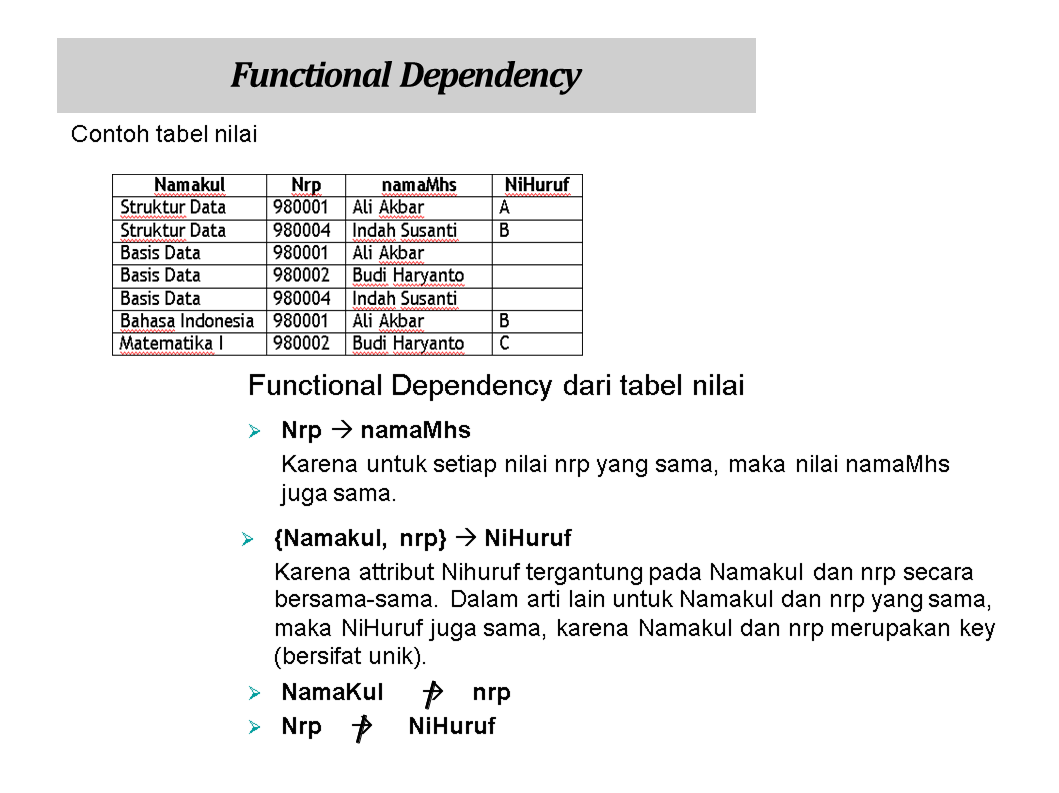 Functional Dependency
Contoh tabel nilai
Namakul Nrp namaMhs NiHuruf
Struktur Data 980001 Ali Akbar A
Struktur Data 980004 Indah Susanti B
Basis Data 980001 Ali Akbar
Basis Data 980002 Budi Haryanto
Basis Data 980004 Indah Susanti
Bahasa Indonesia 980001 Ali Akbar B
Matematika I 980002 Budi Haryanto C
Functional Dependency dari tabel nilai
➢ Nrp → namaMhs
Karena untuk setiap nilai nrp yang sama, maka nilai namaMhs
juga sama.
➢ {Namakul, nrp} → NiHuruf
Karena attribut Nihuruf tergantung pada Namakul dan nrp secara
bersama-sama. Dalam arti lain untuk Namakul dan nrp yang sama,
maka NiHuruf juga sama, karena Namakul dan nrp merupakan key
(bersifat unik).
➢ NamaKul ↛ nrp
➢ Nrp ↛ NiHuruf